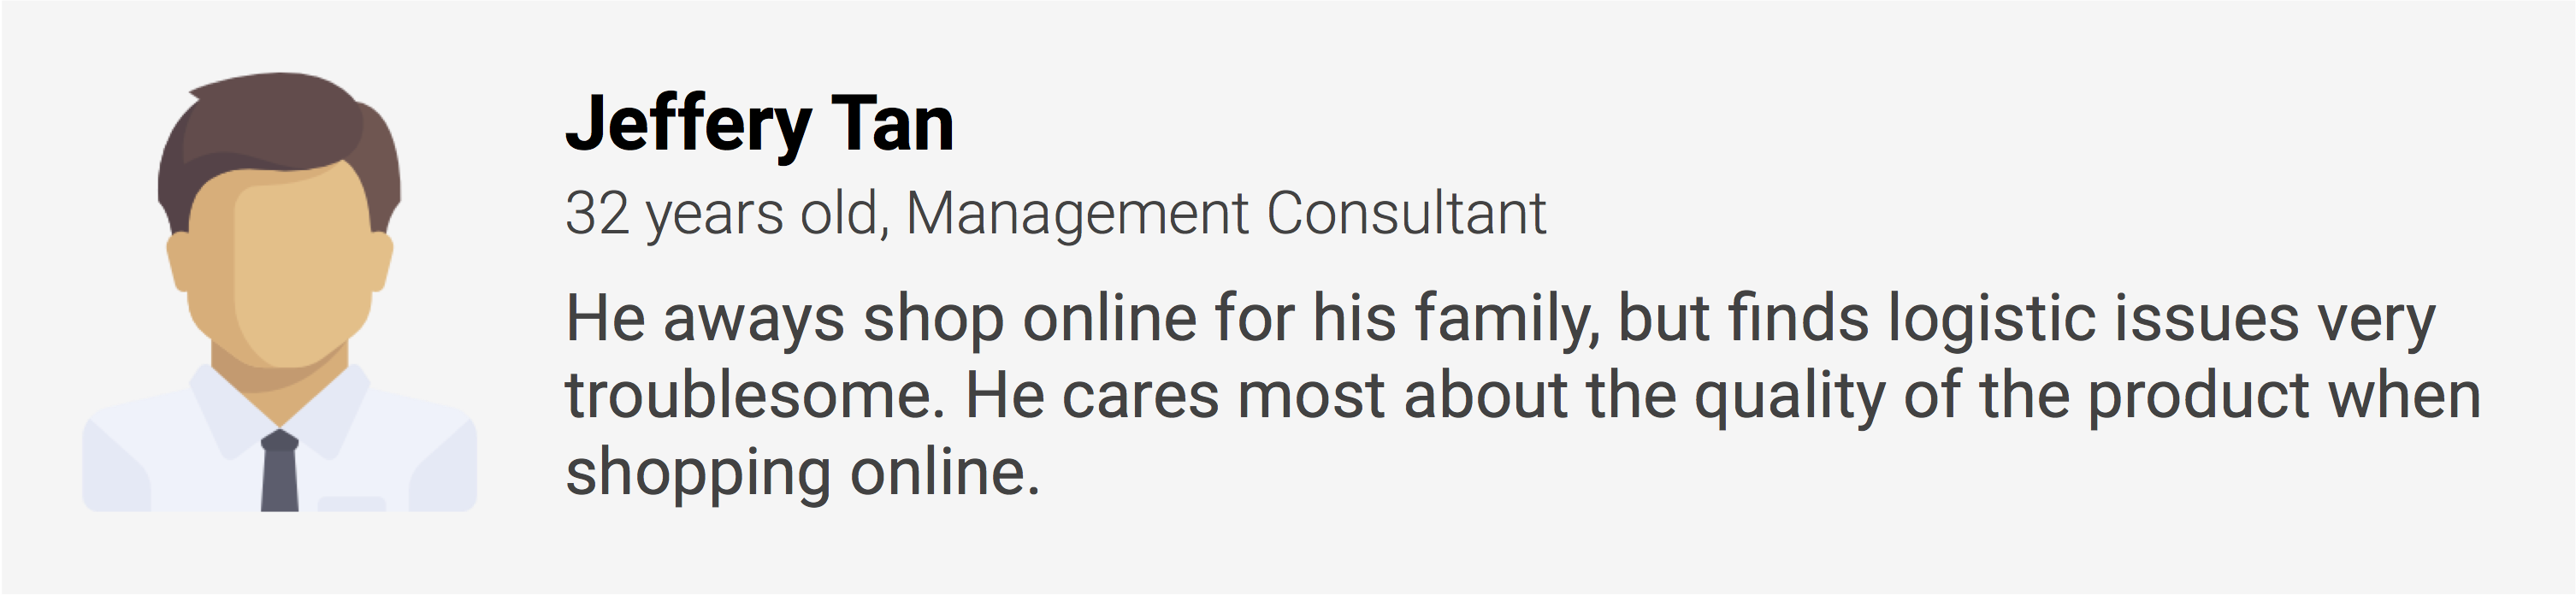 Jeffery Tan
32 years old, Management Consultant
He aways shop online for his family, but finds logistic issues very
troublesome. He cares most about the quality of the product when
shopping online.